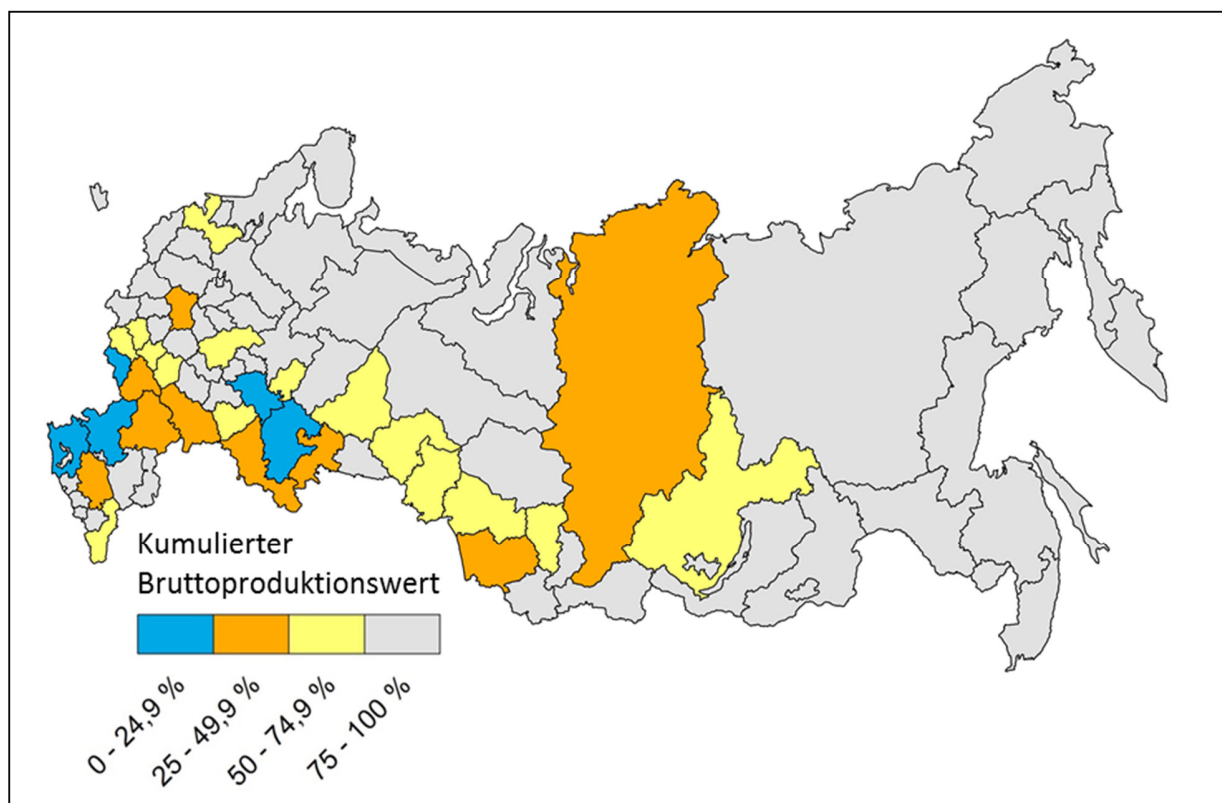 Kumulierter
Bruttoproduktionswert
0 - 24,9 %
25 - 49,9 %
50 - 74,9 %
75 - 100 %